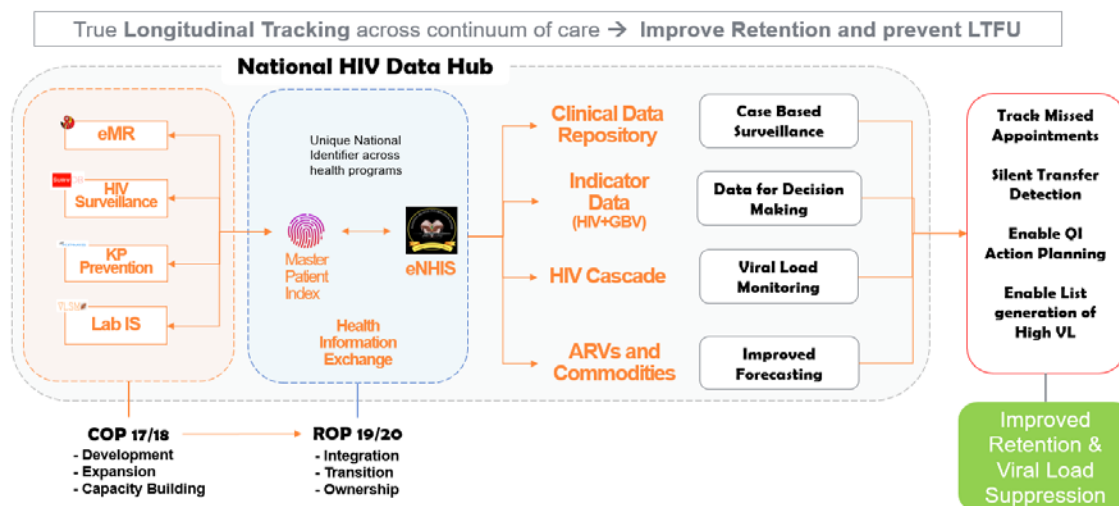 True Longitudinal Tracking across continuum of care → Improve Retention and prevent LTFU
National HIV Data Hub
eMR
HIV
Surveillance
KP
Prevention
Lab IS
Unique National
Identifier across
health programs
Master
Patient
Index
eNHIS
Health
Information
Exchange
Clinical Data
Repository
Indicator
Data
(HIV+GBV)
HIV Cascade
ARVs and
Commodities
Case Based
Surveillance
Data for Decision
Making
Viral Load
Monitoring
Improved
Forecasting
Track Missed
Appointments
Silent Transfer
Detection
Enable QI
Action Planning
Enable List
generation of
High VL
Improved
Retention &
Viral Load
Suppression
COP 17/18
- Development
- Expansion
- Capacity Building
ROP 19/20
- Integration
- Transition
- Ownership